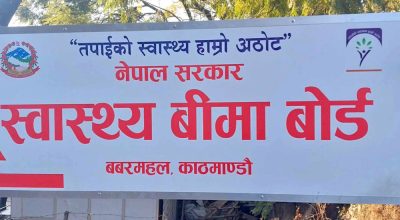 “तपाईको स्वास्थ्य हाम्रो अठोट”
नेपाल सरकार
स्वास्थ्य बीमा बोर्ड
बबरमहल, काठमाण्डौ